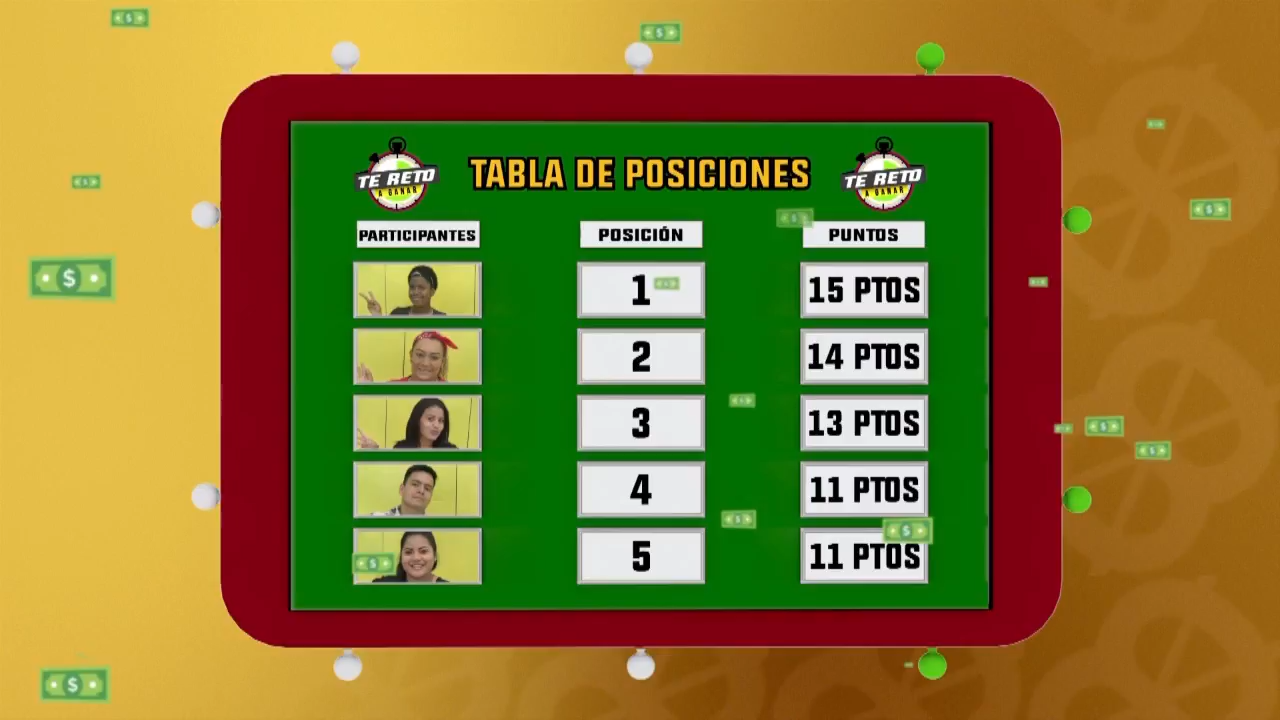 TE RETO
A GANAR
TABLA DE POSICIONES
TE RETO
A GANAR
PARTICIPANTES
POSICIÓN
PUNTOS
1
15 PTOS
2
14 PTOS
3
13 PTOS
4
11 PTOS
5
11 PTOS